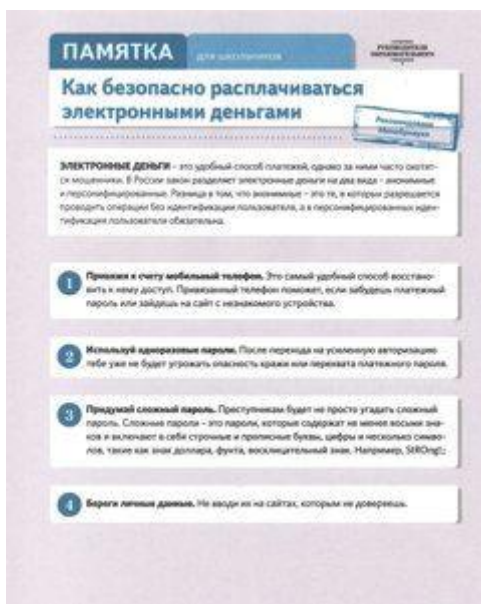 ПАМЯТКА для школьников
РУКОВОДИТЕЛЯ
ОБРАЗОВАТЕЛЬНОГО
Как безопасно расплачиваться
электронными деньгами
Рекомендовано
Минобрнауки
ЭЛЕКТРОННЫЕ ДЕНЬГИ – это удобный способ платежей, однако за ними часто охотят-
ся мошенники. В России закон разделяет электронные деньги на два вида – анонимные
и персонифицированные. Разница в том, что анонимные – это те, в которых разрешается
проводить операции без идентификации пользователя, а в персонифицированных иден-
тификация пользователя обязательна.
1 Привяжи к счету мобильный телефон. Это самый удобный способ восстано-
вить к нему доступ. Привязанный телефон поможет, если забудешь платежный
пароль или зайдешь на сайт с незнакомого устройства.
2 Используй одноразовые пароли. После перехода на усиленную авторизацию
тебе уже не будет угрожать опасность кражи или перехвата платежного пароля.
3 Придумай сложный пароль. Преступникам будет не просто угадать сложный
пароль. Сложные пароли – это пароли, которые содержат не менее восьми зна-
ков и включают в себя строчные и прописные буквы, цифры и несколько симво-
лов, такие как знак доллара, фунта, восклицательный знак. Например, StROng!;
4 Береги личные данные. Не вводи их на сайтах, которым не доверяешь.